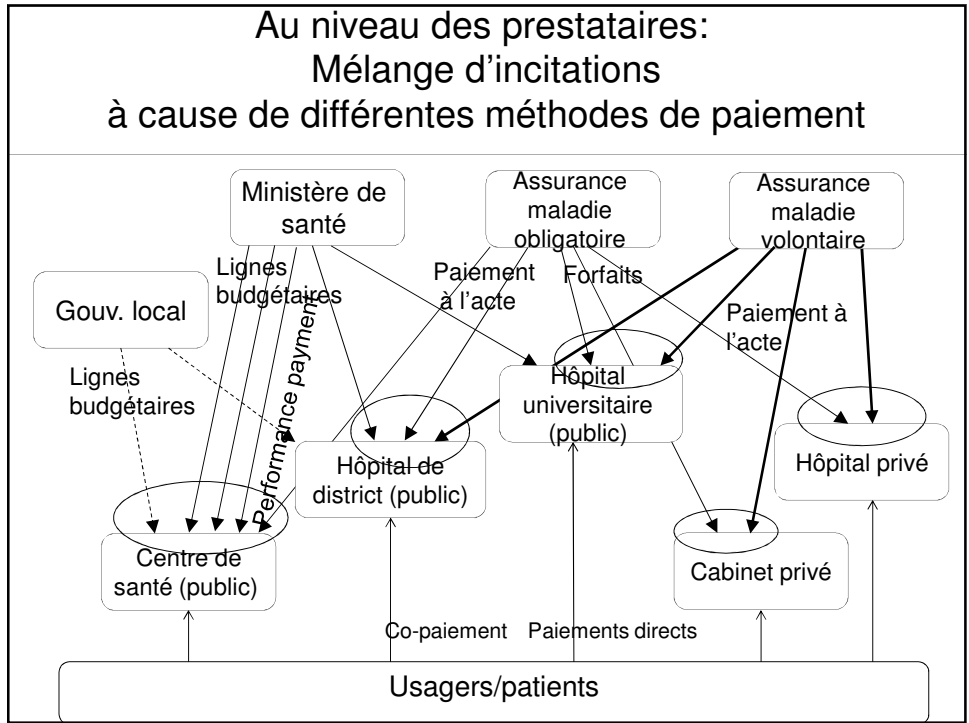 Au niveau des prestataires:
Mélange d'incitations
à cause de différentes méthodes de paiement
Ministère de
santé
Assurance
maladie
obligatoire
Assurance
maladie
volontaire
Gouv. local
Lignes
budgétaires
Performance payment
Paiement
à l'acte
Forfaits
Paiement à
l'acte
Lignes
budgétaires
Hôpital
universitaire
(public)
Hôpital de
district (public)
Hôpital privé
Centre de
santé (public)
Cabinet privé
Co-paiement
Paiements directs
Usagers/patients